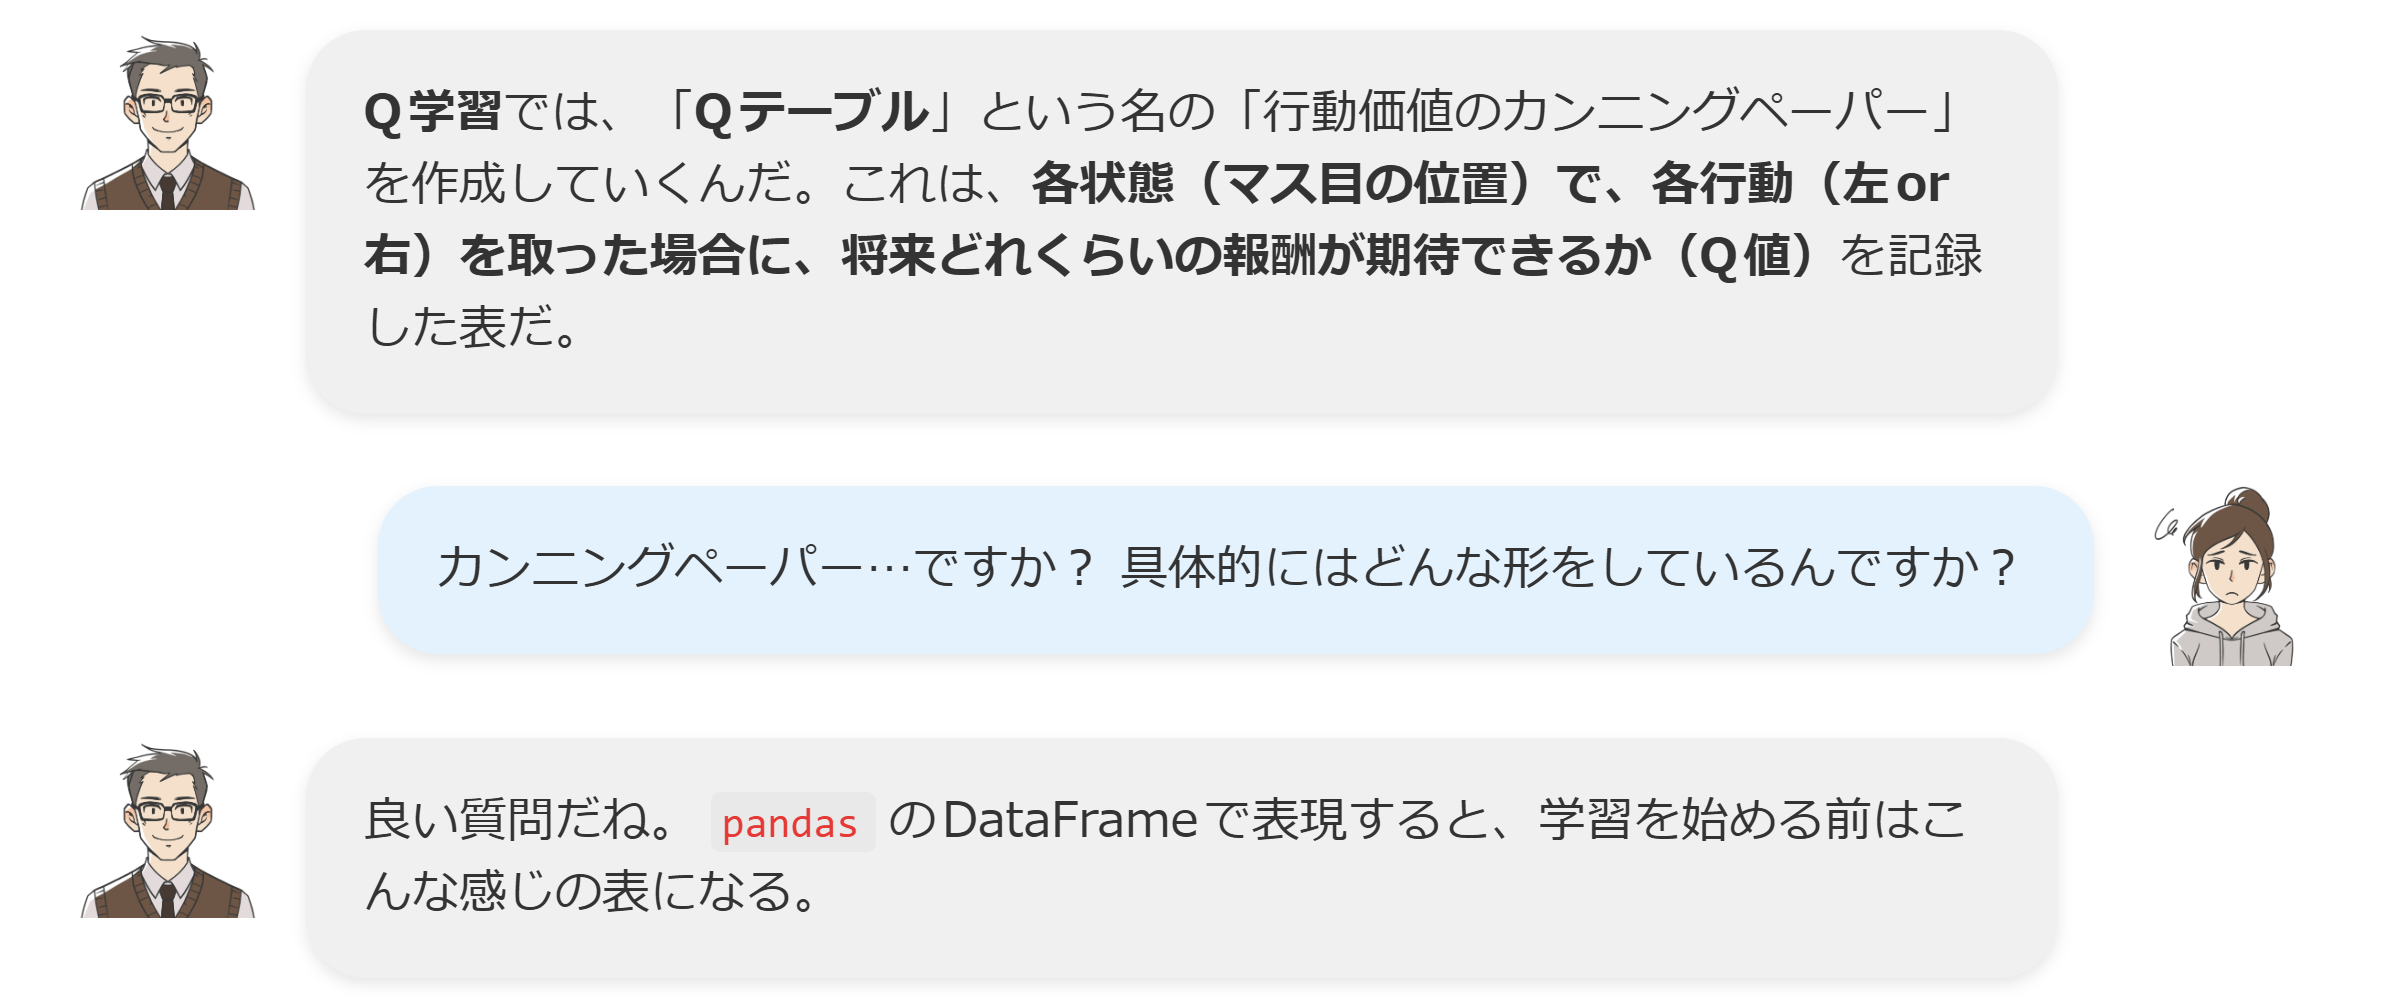 Q学習では、「Qテーブル」という名の「行動価値のカンニングペーパー」
を作成していくんだ。これは、各状態（マス目の位置）で、各行動（左or
右）を取った場合に、将来どれくらいの報酬が期待できるか（Q値）を記録
した表だ。
カンニングペーパー…ですか？ 具体的にはどんな形をしているんですか？
良い質問だね。 pandas のDataFrameで表現すると、学習を始める前はこ
んな感じの表になる。